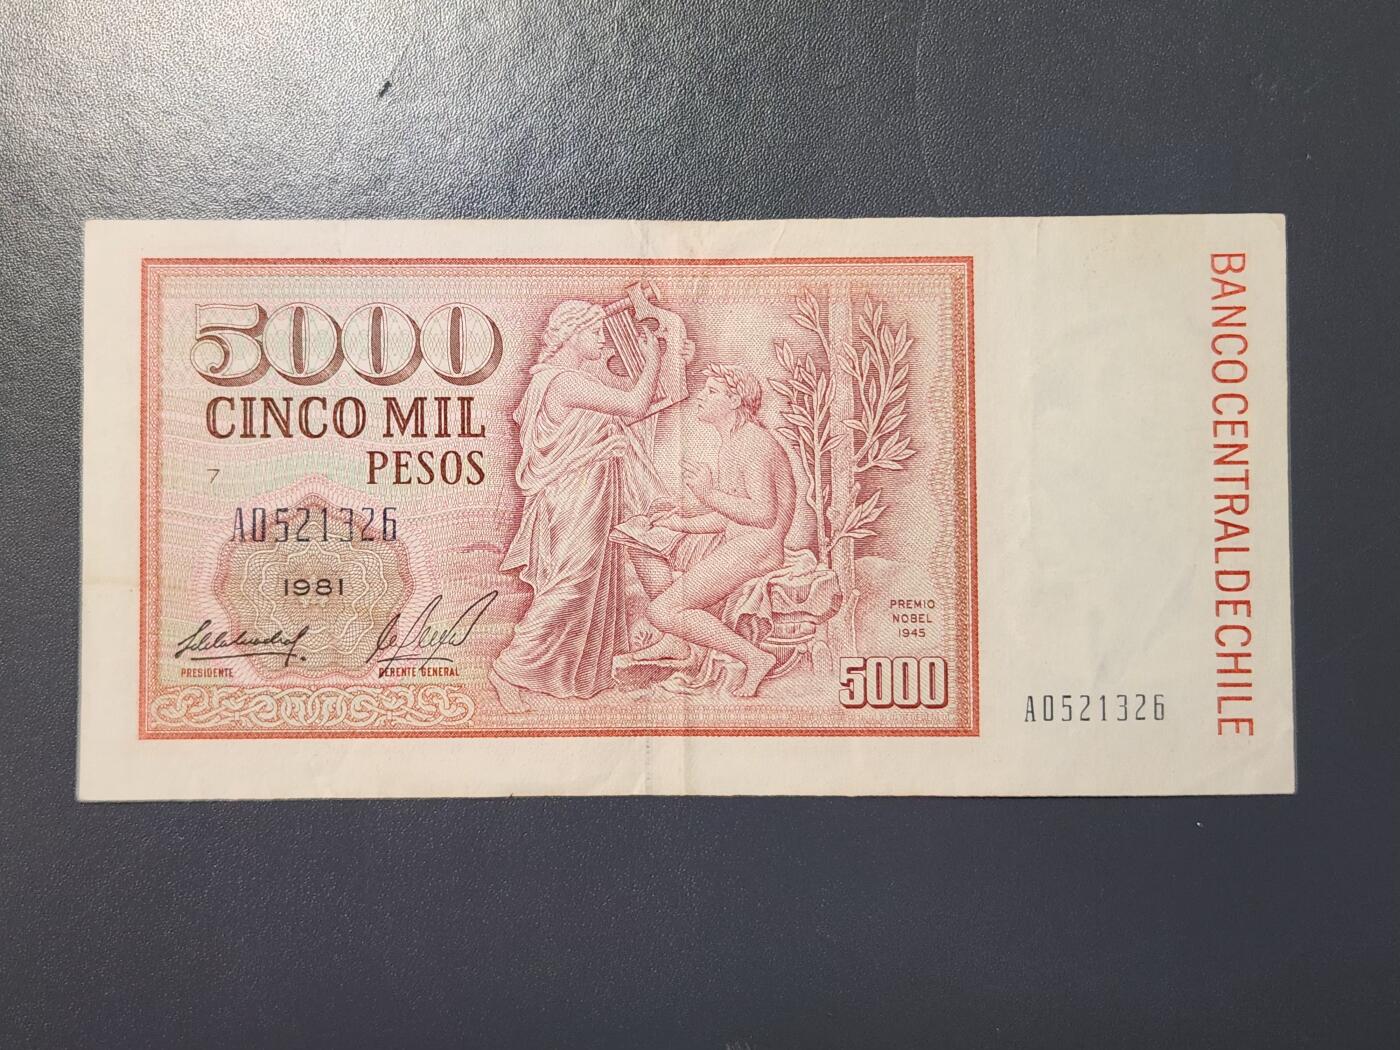 5000
CINCO MIL
PESOS
7
A0521326
1981
PRESIDENTE
GERENTE GENERAL
PREMIO
NOBEL
1945
5000
A0521326
BANCO CENTRAL DE CHILE